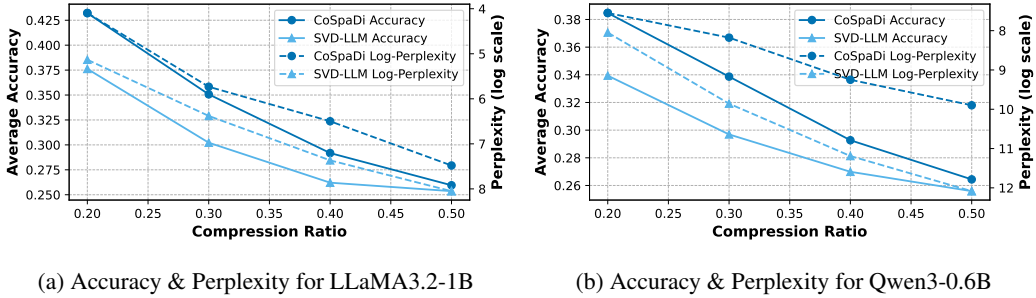 CoSpaDi Accuracy
SVD-LLM Accuracy
CoSpaDi Log-Perplexity
SVD-LLM Log-Perplexity
Average Accuracy
0.425
0.400
0.375
0.350
0.325
0.300
0.275
0.250
4
5
6
7
8
Perplexity (log scale)
0.20 0.25 0.30 0.35 0.40 0.45 0.50
Compression Ratio
(a) Accuracy & Perplexity for LLaMA3.2-1B
CoSpaDi Accuracy
SVD-LLM Accuracy
CoSpaDi Log-Perplexity
SVD-LLM Log-Perplexity
Average Accuracy
0.38
0.36
0.34
0.32
0.30
0.28
0.26
8
9
10
11
12
Perplexity (log scale)
0.20 0.25 0.30 0.35 0.40 0.45 0.50
Compression Ratio
(b) Accuracy & Perplexity for Qwen3-0.6B